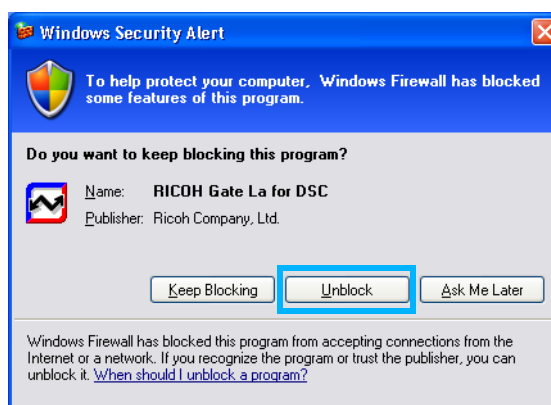 Windows Security Alert
To help protect your computer, Windows Firewall has blocked
some features of this program.
Do you want to keep blocking this program?
Name: RICOH Gate La for DSC
Publisher: Ricoh Company, Ltd.
Keep Blocking Unblock Ask Me Later
Windows Firewall has blocked this program from accepting connections from the
Internet or a network. If you recognize the program or trust the publisher, you can
unblock it. When should I unblock a program?